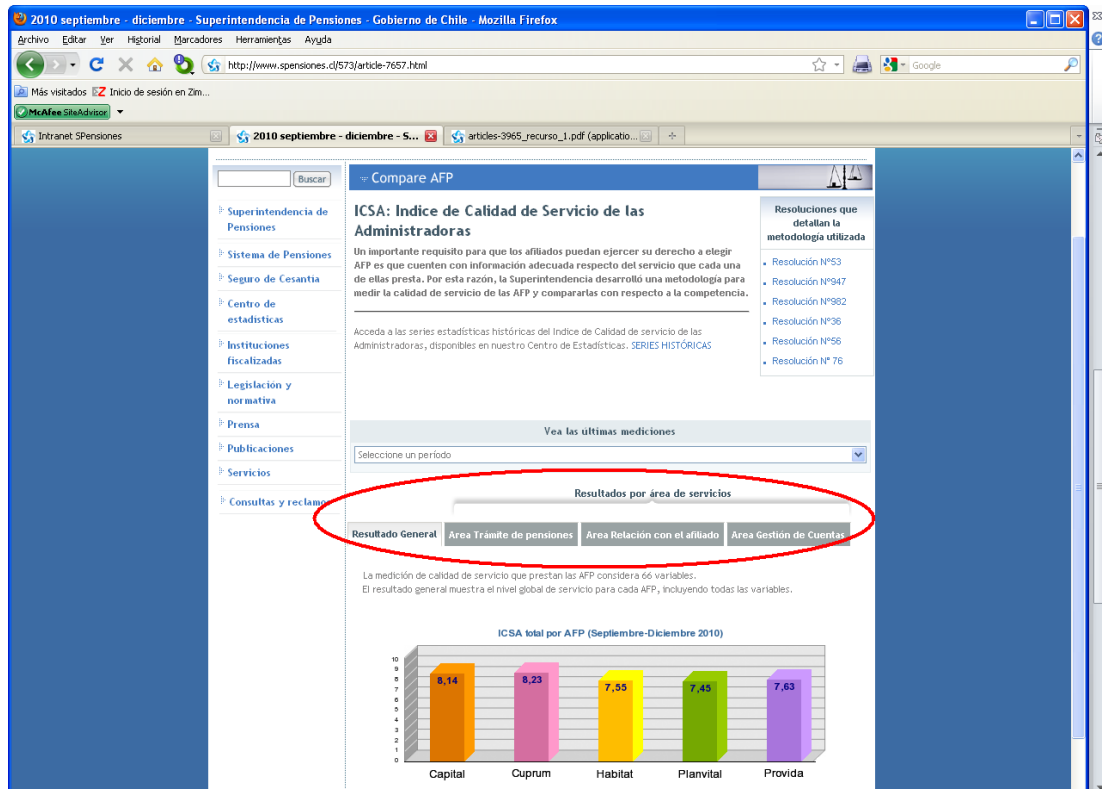 2010 septiembre - diciembre - Superintendencia de Pensiones - Gobierno de Chile - Mozilla Firefox
Archivo Editar Ver Historial Marcadores Herramientas Ayuda
http://www.spensiones.cl/573/article-7657.html
Google
Más visitados Inicio de sesión en Zim...
McAfee SiteAdvisor
Intranet SPensiones
2010 septiembre - diciembre - S...
articles-3965_recurso_1.pdf (applicatio...
Buscar
Compare AFP
Superintendencia de
Pensiones
Sistema de Pensiones
Seguro de Cesantia
Centro de
estadísticas
Instituciones
fiscalizadas
Legislación y
normativa
Prensa
Publicaciones
Servicios
Consultas y reclamos
ICSA: Indice de Calidad de Servicio de las
Administradoras
Un importante requisito para que los afiliados puedan ejercer su derecho a elegir
AFP es que cuenten con información adecuada respecto del servicio que cada una
de ellas presta. Por esta razón, la Superintendencia desarrolló una metodología para
medir la calidad de servicio de las AFP y compararlas con respecto a la competencia.
Acceda a las series estadísticas históricas del Indice de Calidad de servicio de las
Administradoras, disponibles en nuestro Centro de Estadísticas. SERIES HISTÓRICAS
Resoluciones que
detallan la
metodología utilizada
Resolución Nº53
Resolución Nº947
Resolución Nº982
Resolución Nº36
Resolución Nº56
Resolución N° 76
Vea las últimas mediciones
Seleccione un período
Resultados por área de servicios
Resultado General
Area Trámite de pensiones
Area Relación con el afiliado
Area Gestión de Cuentas
La medición de calidad de servicio que prestan las AFP considera 66 variables.
El resultado general muestra el nivel global de servicio para cada AFP, incluyendo todas las variables.
ICSA total por AFP (Septiembre-Diciembre 2010)
10
9
8
7
6
5
4
3
2
1
0
8,14
8,23
7,55
7,45
7,63
Capital
Cuprum
Habitat
Planvital
Provida